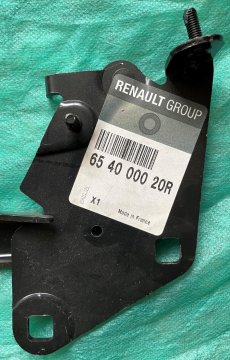 RENAULT GROUP
65 40 000 20R
X1
Made in France